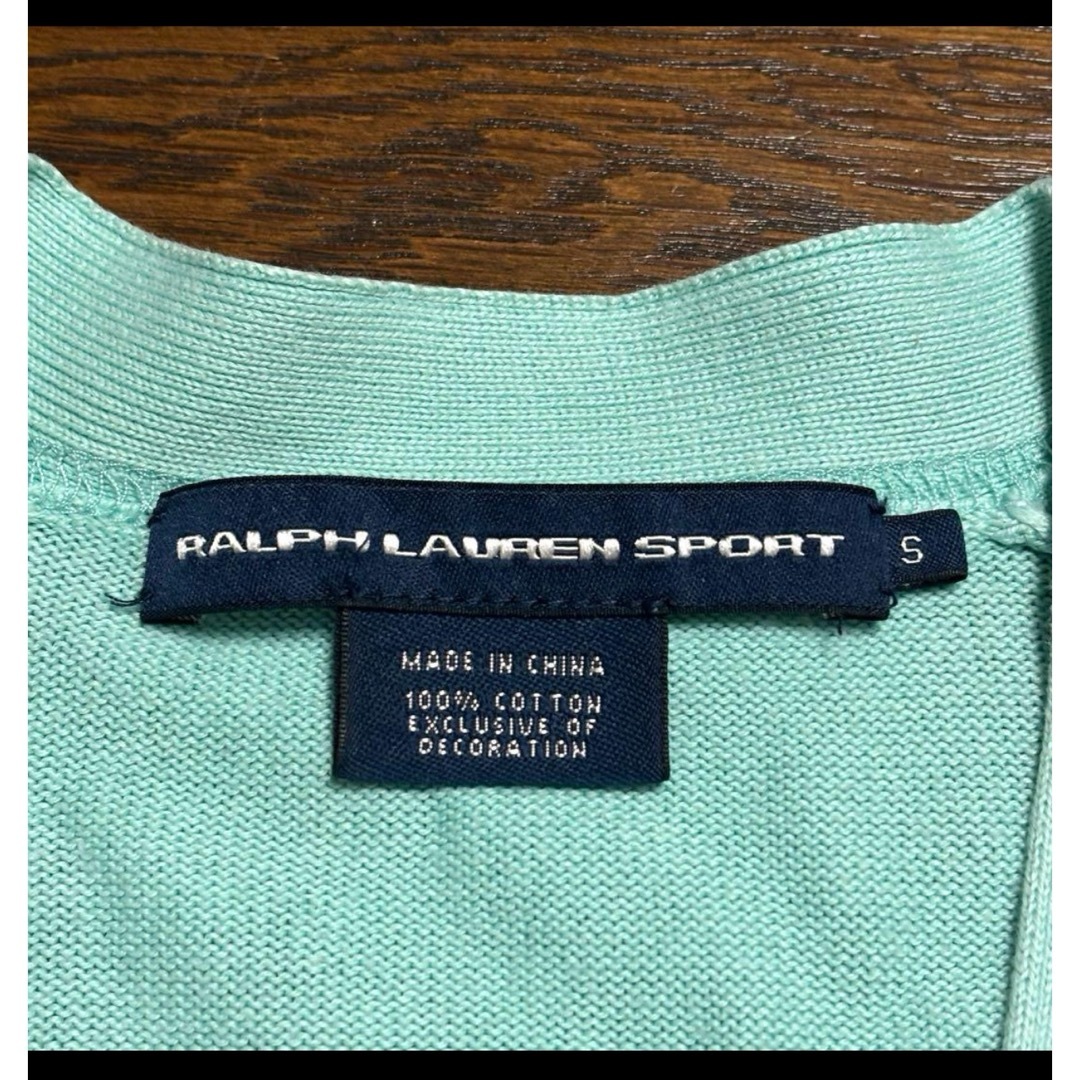 RALPH LAUREN SPORT
S
MADE IN CHINA
100% COTTON
EXCLUSIVE OF
DECORATION